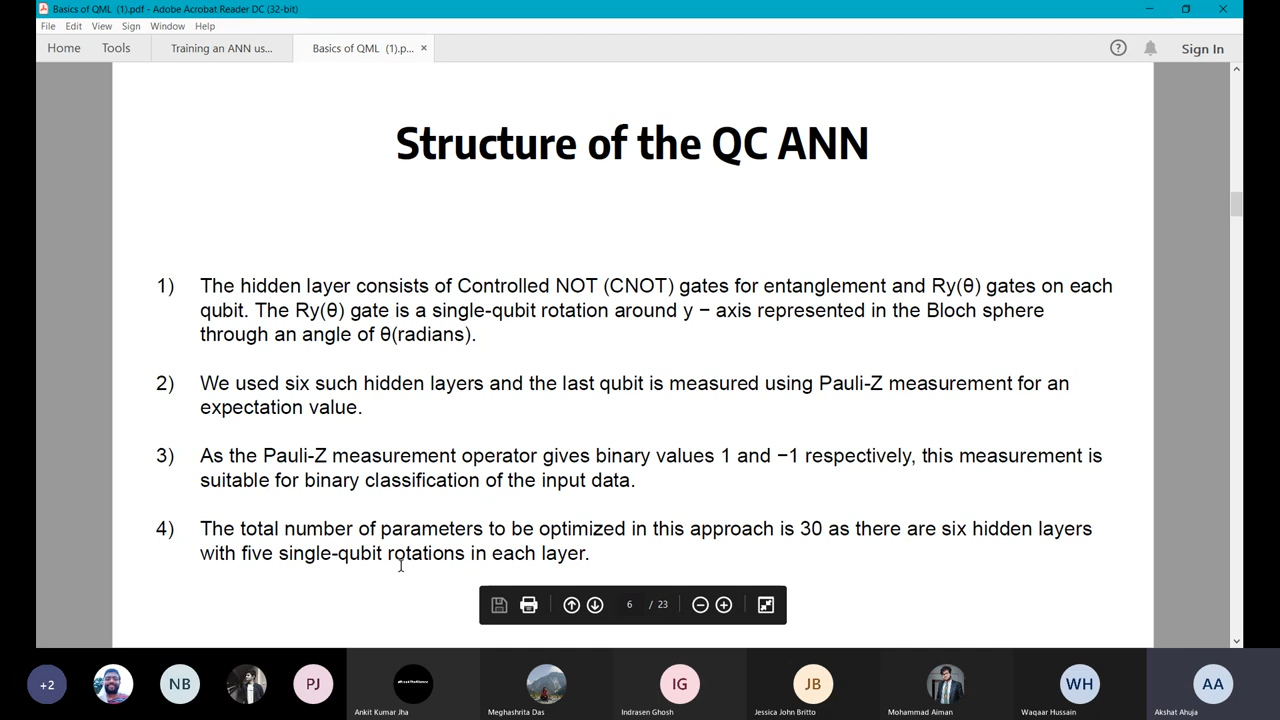 Basics of QML (1).pdf - Adobe Acrobat Reader DC (32-bit)
File Edit View Sign Window Help
Home Tools Training an ANN us... Basics of QML (1).p... × ? Sign In
Structure of the QC ANN
1) The hidden layer consists of Controlled NOT (CNOT) gates for entanglement and Ry(θ) gates on each
qubit. The Ry(θ) gate is a single-qubit rotation around y − axis represented in the Bloch sphere
through an angle of θ(radians).
2) We used six such hidden layers and the last qubit is measured using Pauli-Z measurement for an
expectation value.
3) As the Pauli-Z measurement operator gives binary values 1 and −1 respectively, this measurement is
suitable for binary classification of the input data.
4) The total number of parameters to be optimized in this approach is 30 as there are six hidden layers
with five single-qubit rotations in each layer.
6 / 23
+2 NB PJ IG JB WH AA
Ankit Kumar Jha Meghashrita Das Indrasen Ghosh Jessica John Britto Mohammad Aiman Waqaar Hussain Akshat Ahuja